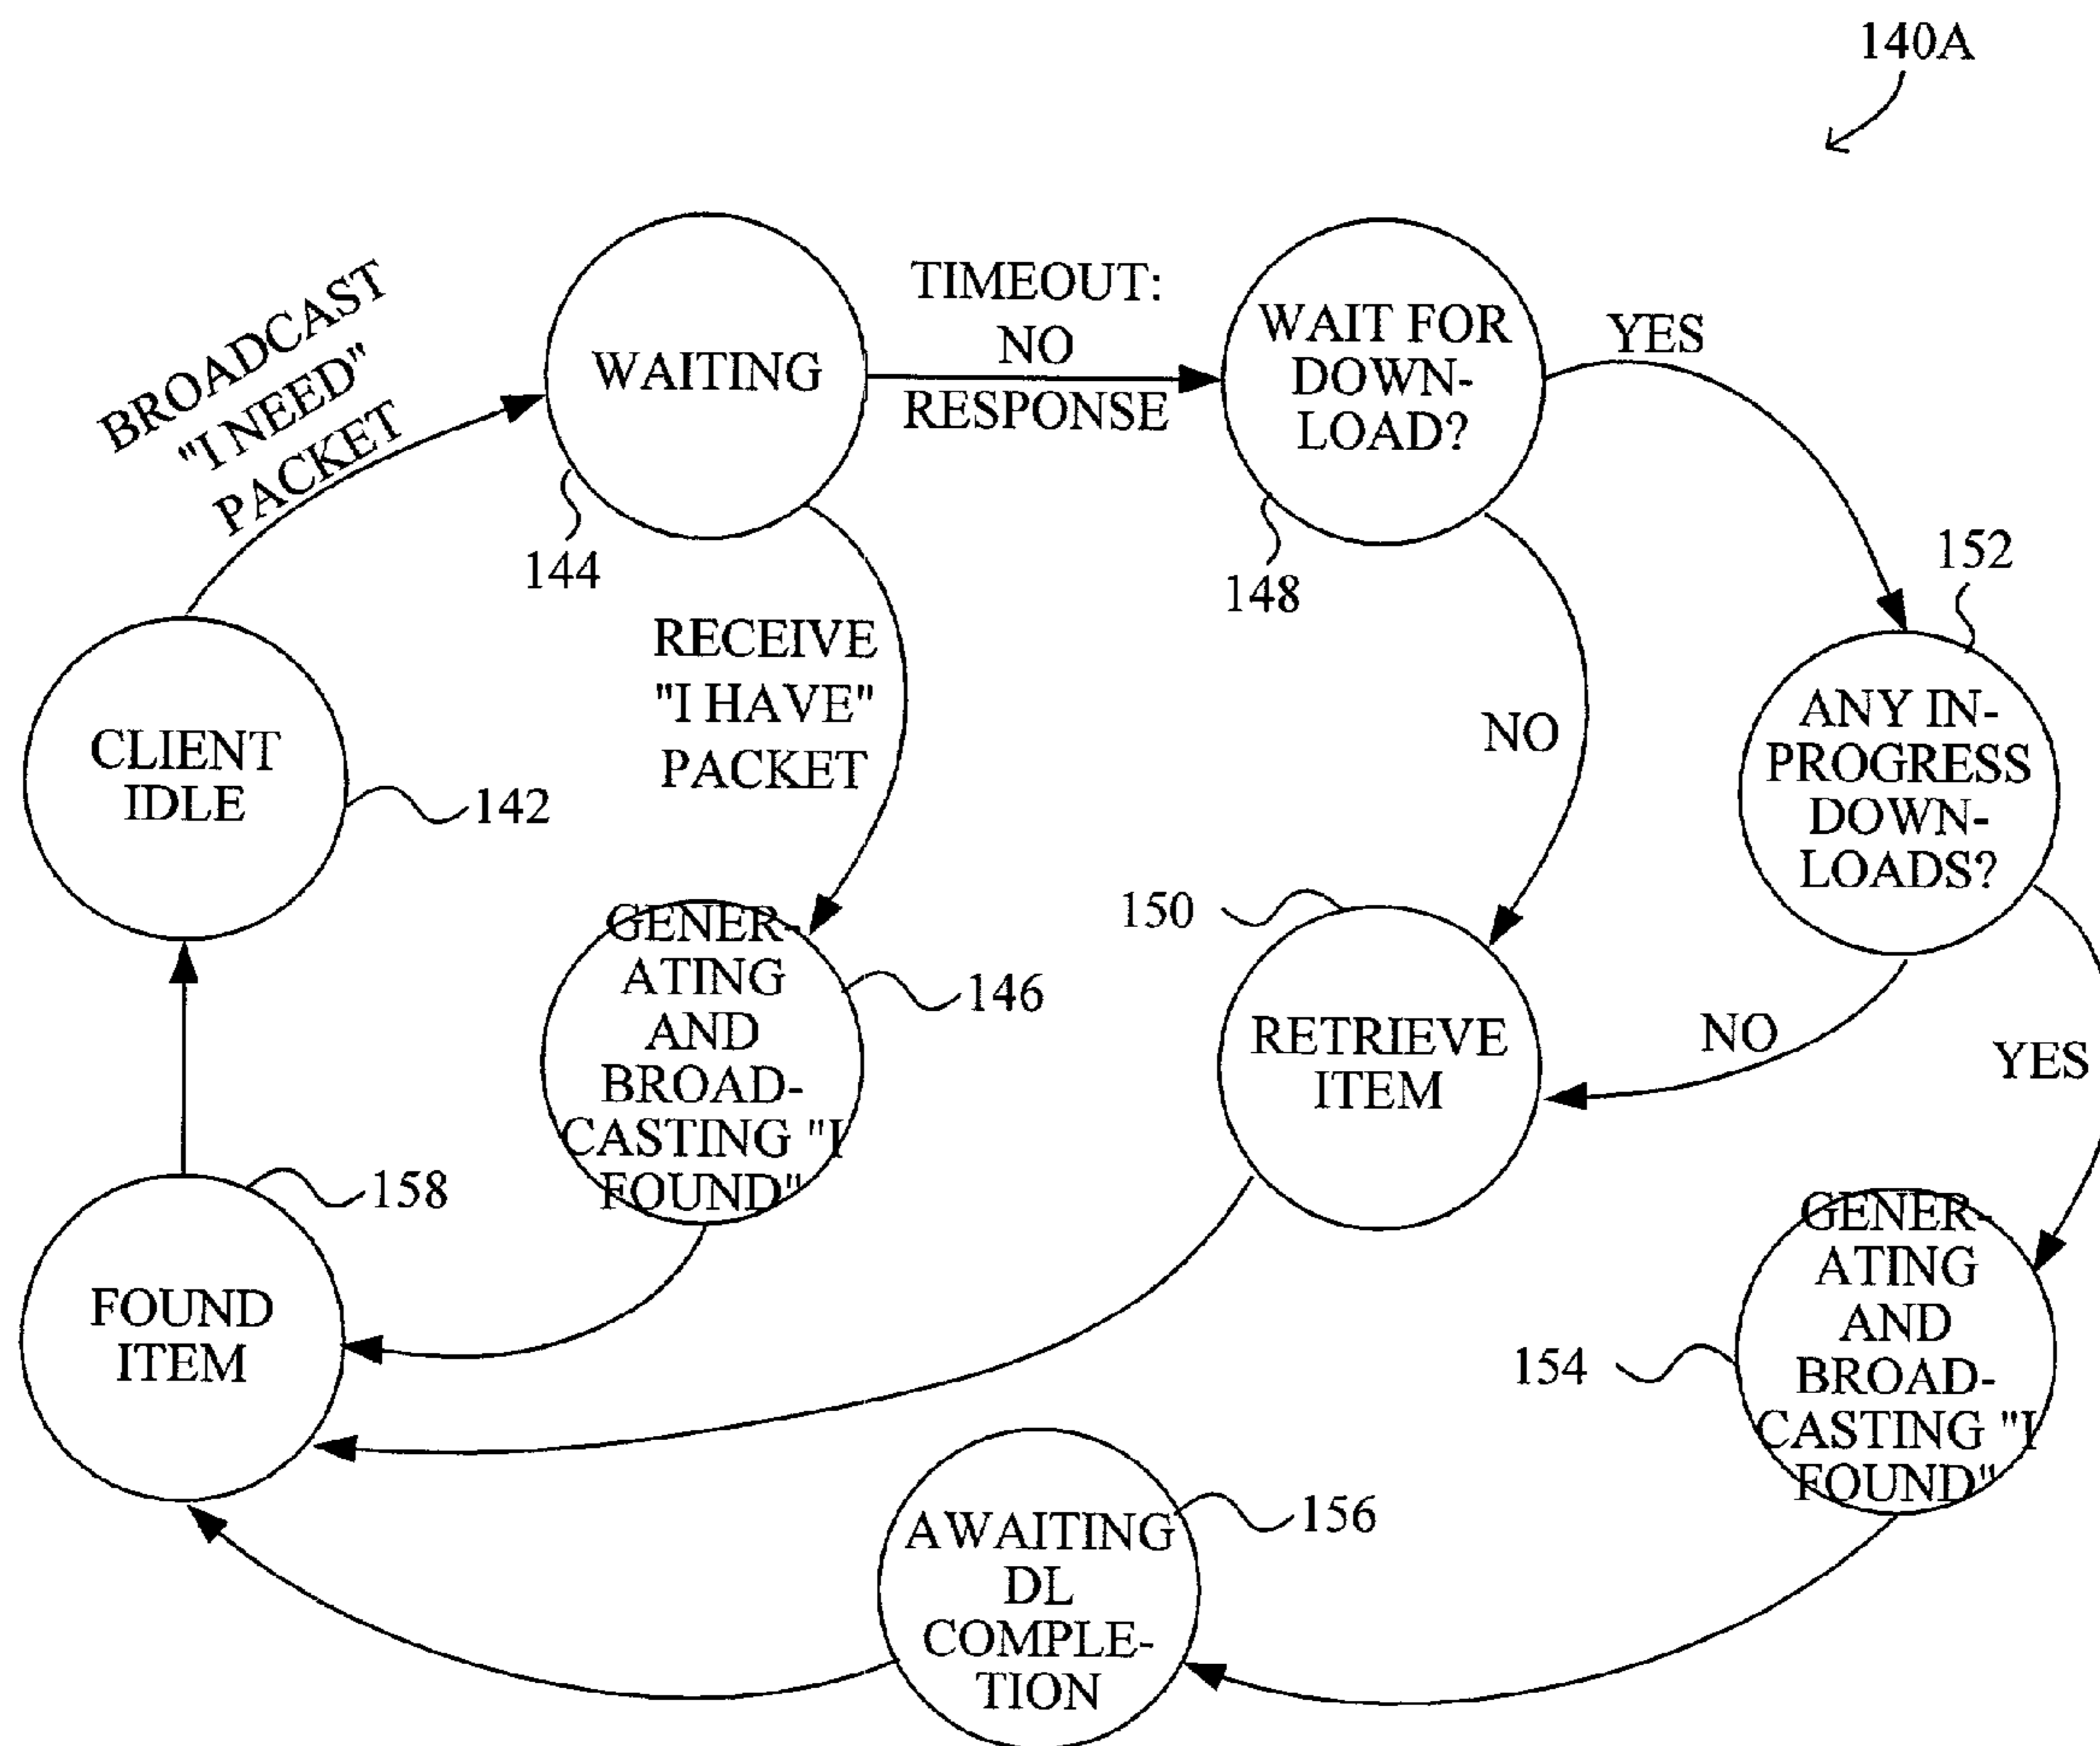 140A
BROADCAST
"I NEED"
PACKET
WAITING
144
TIMEOUT:
NO
RESPONSE
WAIT FOR
DOWN-
LOAD?
148
YES
152
ANY IN-
PROGRESS
DOWN-
LOADS?
CLIENT
IDLE
142
RECEIVE
"I HAVE"
PACKET
NO
150
RETRIEVE
ITEM
NO
YES
GENER-
ATING
AND
BROAD-
CASTING "I
FOUND"
146
158
FOUND
ITEM
GENER-
ATING
AND
BROAD-
CASTING "I
FOUND"
154
AWAITING
DL
COMPLE-
TION
156